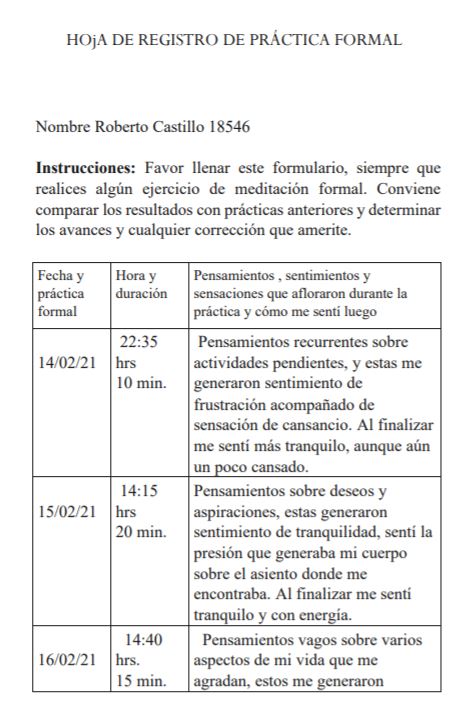 HOjA DE REGISTRO DE PRÁCTICA FORMAL
Nombre Roberto Castillo 18546
Instrucciones: Favor llenar este formulario, siempre que
realices algún ejercicio de meditación formal. Conviene
comparar los resultados con prácticas anteriores y determinar
los avances y cualquier corrección que amerite.
Fecha y
práctica
formal
Hora y
duración
Pensamientos , sentimientos y
sensaciones que afloraron durante la
práctica y cómo me sentí luego
14/02/21
22:35
hrs
10 min.
Pensamientos recurrentes sobre
actividades pendientes, y estas me
generaron sentimiento de
frustración acompañado de
sensación de cansancio. Al finalizar
me sentí más tranquilo, aunque aún
un poco cansado.
15/02/21
14:15
hrs
20 min.
Pensamientos sobre deseos y
aspiraciones, estas generaron
sentimiento de tranquilidad, sentí la
presión que generaba mi cuerpo
sobre el asiento donde me
encontraba. Al finalizar me sentí
tranquilo y con energía.
16/02/21
14:40
hrs.
15 min.
Pensamientos vagos sobre varios
aspectos de mi vida que me
agradan, estos me generaron